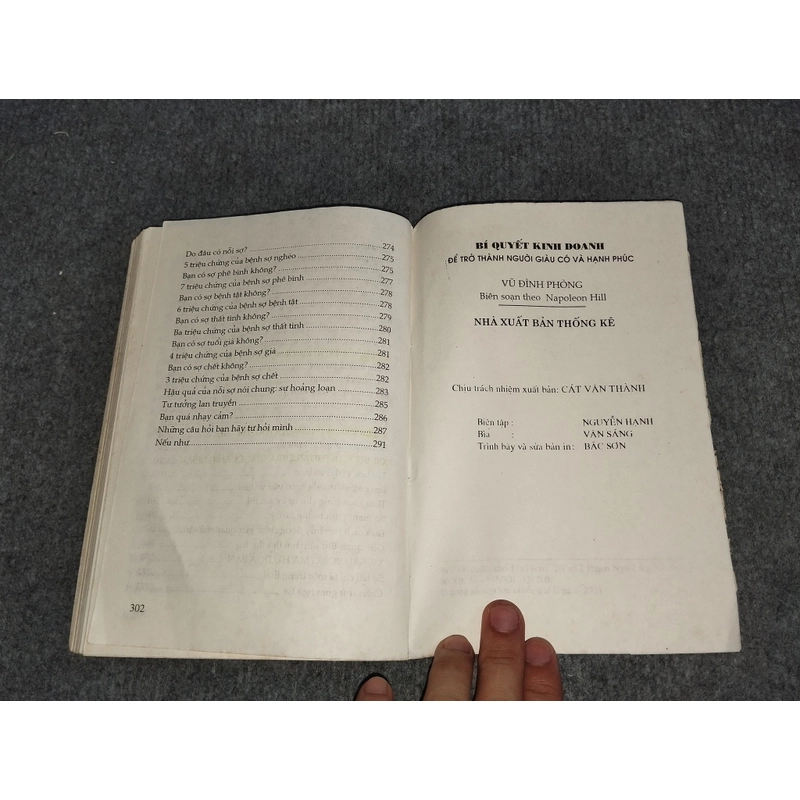 Do đâu có nỗi sợ? 274
5 triệu chứng của bệnh sợ nghèo 275
Bạn có sợ phê bình không? 275
7 triệu chứng của bệnh sợ phê bình 277
Bạn có sợ bệnh tật không? 278
6 triệu chứng của bệnh sợ bệnh tật 278
Bạn có sợ thất tình không? 279
Ba triệu chứng của bệnh sợ thất tình 280
Bạn có sợ tuổi già không? 281
4 triệu chứng của bệnh sợ già 281
Bạn có sợ chết không? 282
3 triệu chứng của bệnh sợ chết 282
Hậu quả của nỗi sợ nói chung: sự hoảng loạn 283
Tư tưởng lan truyền 285
Bạn quá nhạy cảm? 286
Những câu hỏi bạn hãy tự hỏi mình 287
Nếu như 291
302
BÍ QUYẾT KINH DOANH
ĐỂ TRỞ THÀNH NGƯỜI GIÀU CÓ VÀ HẠNH PHÚC
VŨ ĐÌNH PHÒNG
Biên soạn theo Napoleon Hill
NHÀ XUẤT BẢN THỐNG KÊ
Chịu trách nhiệm xuất bản: CÁT VĂN THÀNH
Biên tập : NGUYỄN HẠNH
Bìa : VĂN SÁNG
Trình bày và sửa bản in : BẮC SƠN